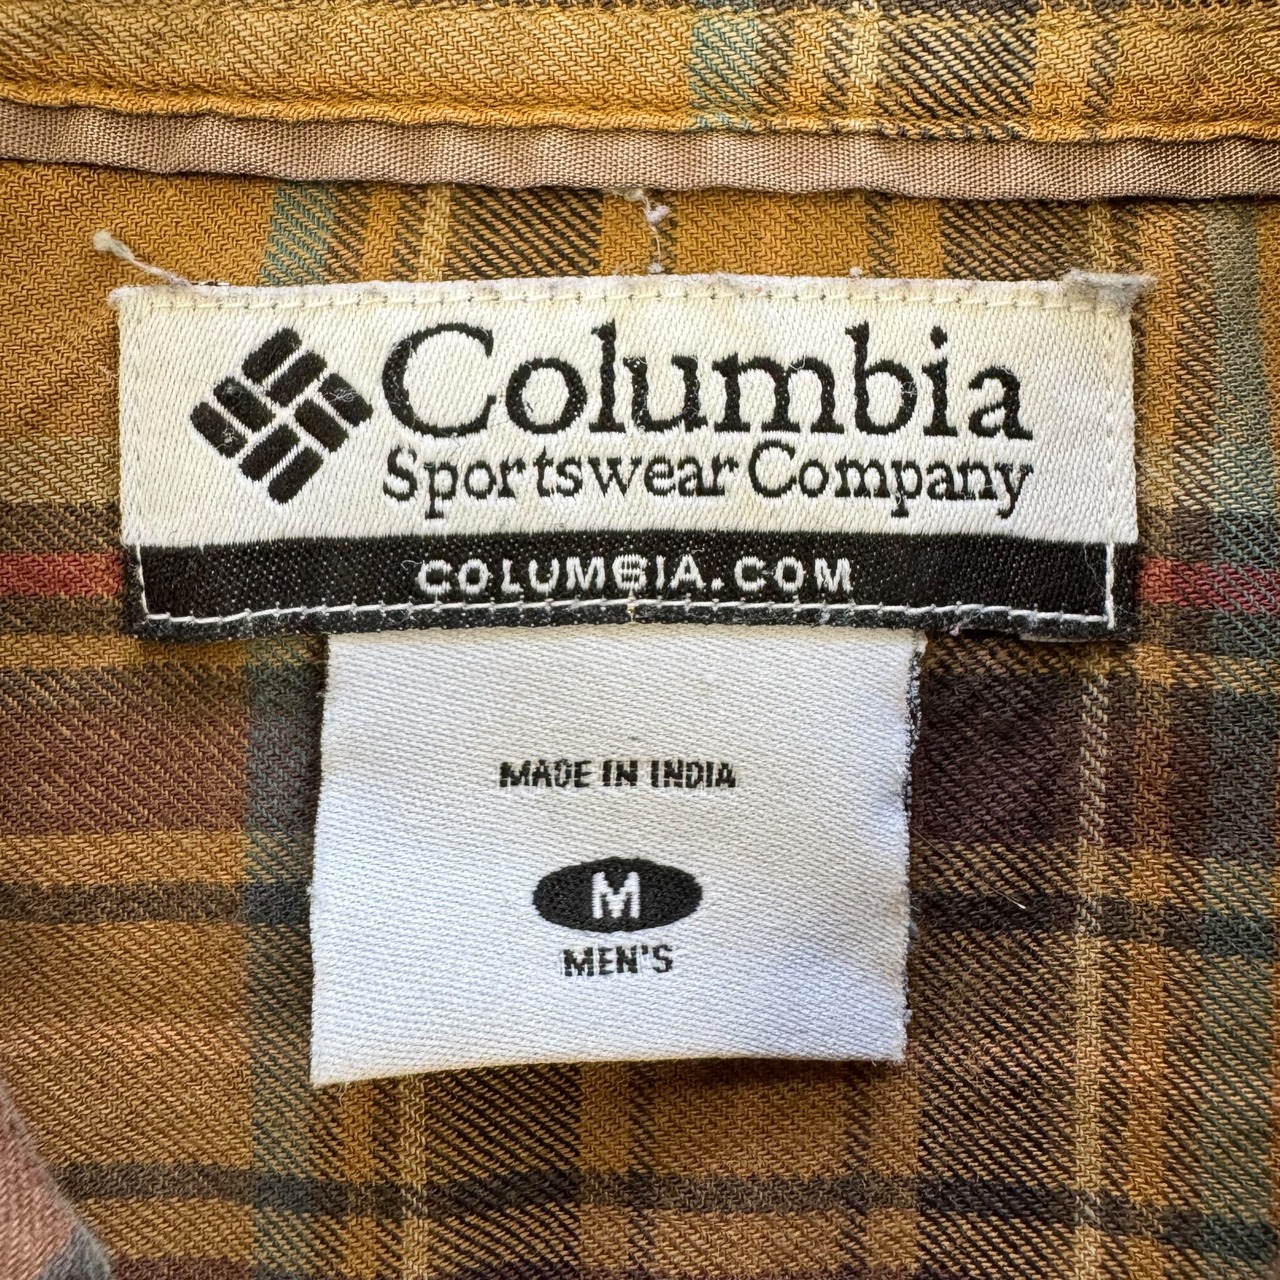 Columbia
Sportswear Company
COLUMBIA.COM
MADE IN INDIA
M
MEN'S